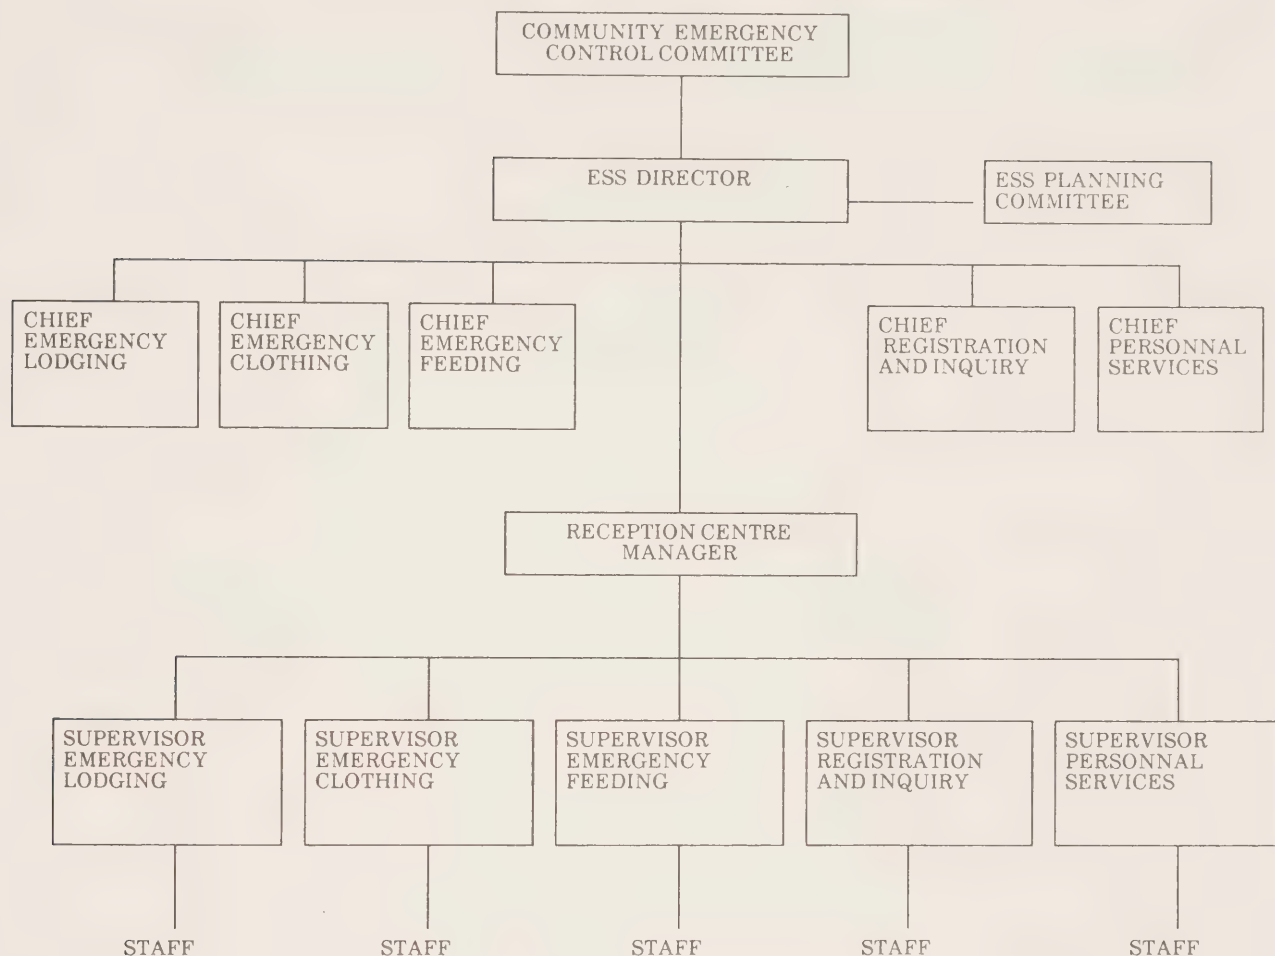 COMMUNITY EMERGENCY
CONTROL COMMITTEE
ESS DIRECTOR
ESS PLANNING
COMMITTEE
CHIEF
EMERGENCY
LODGING
CHIEF
EMERGENCY
CLOTHING
CHIEF
EMERGENCY
FEEDING
CHIEF
REGISTRATION
AND INQUIRY
CHIEF
PERSONNAL
SERVICES
RECEPTION CENTRE
MANAGER
SUPERVISOR
EMERGENCY
LODGING
SUPERVISOR
EMERGENCY
CLOTHING
SUPERVISOR
EMERGENCY
FEEDING
SUPERVISOR
REGISTRATION
AND INQUIRY
SUPERVISOR
PERSONNAL
SERVICES
STAFF
STAFF
STAFF
STAFF
STAFF